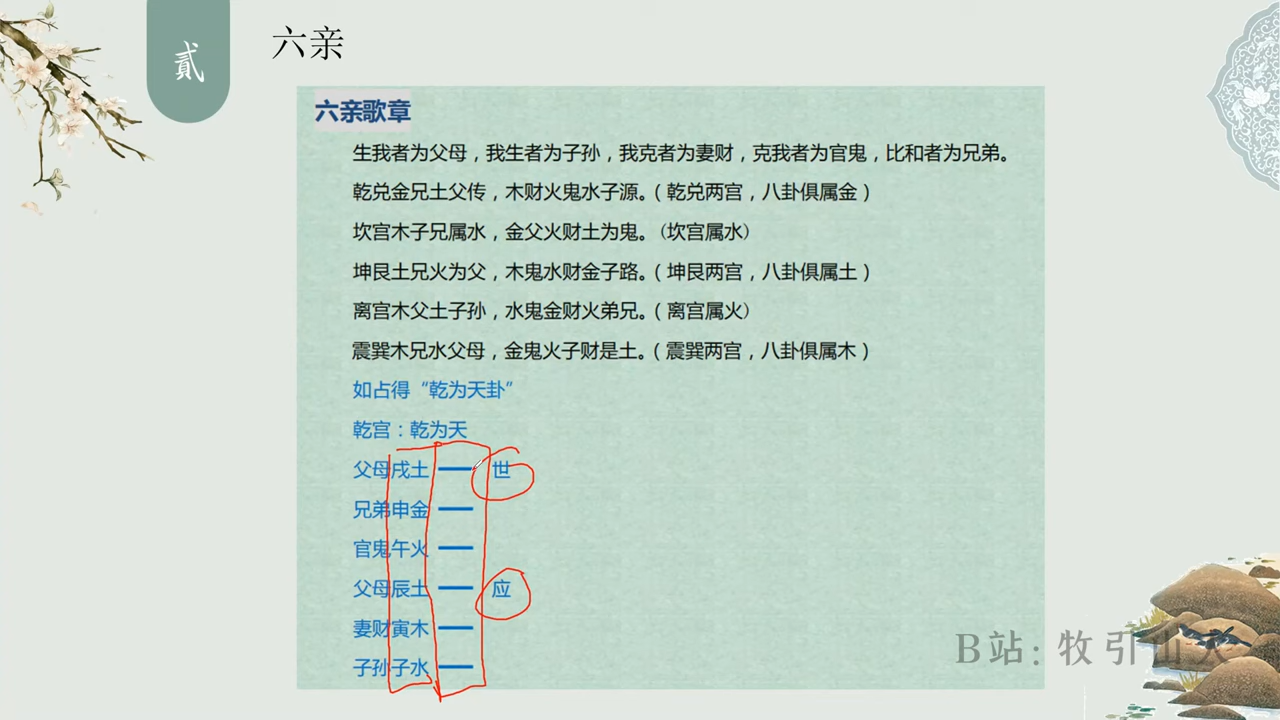 贰
六亲
六亲歌章
生我者为父母，我生者为子孙，我克者为妻财，克我者为官鬼，比和者为兄弟。
乾兑金兄土父传，木财火鬼水子源。（乾兑两宫，八卦俱属金）
坎宫木子兄属水，金父火财土为鬼。（坎宫属水）
坤艮土兄火为父，木鬼水财金子路。（坤艮两宫，八卦俱属土）
离宫木父土子孙，水鬼金财火弟兄。（离宫属火）
震巽木兄水父母，金鬼火子财是土。（震巽两宫，八卦俱属木）
如占得“乾为天卦”
乾宫：乾为天
父母戌土 世
兄弟申金
官鬼午火
父母辰土 应
妻财寅木
子孙子水
B站：牧引山人